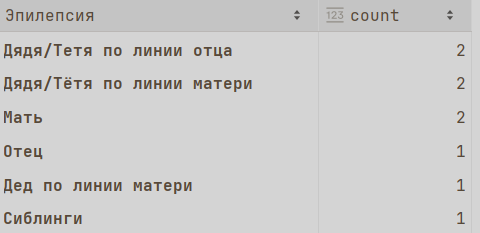 Эпилепсия 123 count
Дядя/Тетя по линии отца 2
Дядя/Тётя по линии матери 2
Мать 2
Отец 1
Дед по линии матери 1
Сиблинги 1